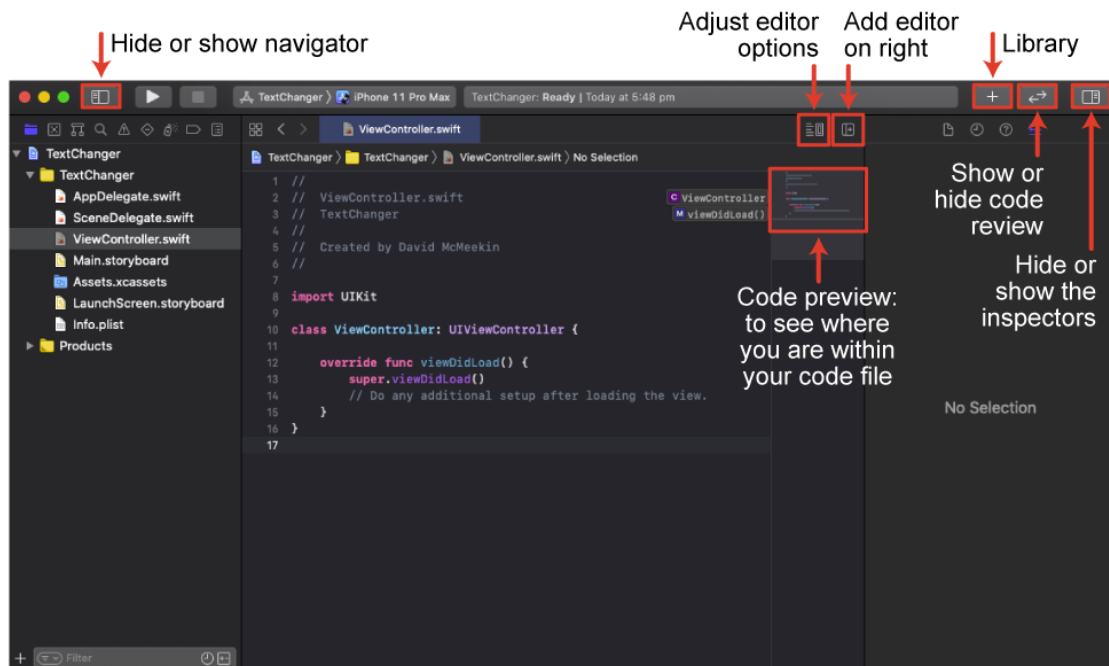 Hide or show navigator
Adjust editor
options
Add editor
on right
Library
TextChanger 〉 iPhone 11 Pro Max
TextChanger: Ready | Today at 5:48 pm
ViewController.swift
TextChanger
TextChanger
AppDelegate.swift
SceneDelegate.swift
ViewController.swift
Main.storyboard
Assets.xcassets
LaunchScreen.storyboard
Info.plist
Products
Filter
TextChanger 〉 TextChanger 〉 ViewController.swift 〉 No Selection
1 //
2 //  ViewController.swift
3 //  TextChanger
4 //
5 //  Created by David McMeekin
6 //
7
8 import UIKit
9
10 class ViewController: UIViewController {
11
12     override func viewDidLoad() {
13         super.viewDidLoad()
14         // Do any additional setup after loading the view.
15     }
16 }
17
C ViewController
M viewDidLoad()
Code preview:
to see where
you are within
your code file
Show or
hide code
review
Hide or
show the
inspectors
No Selection